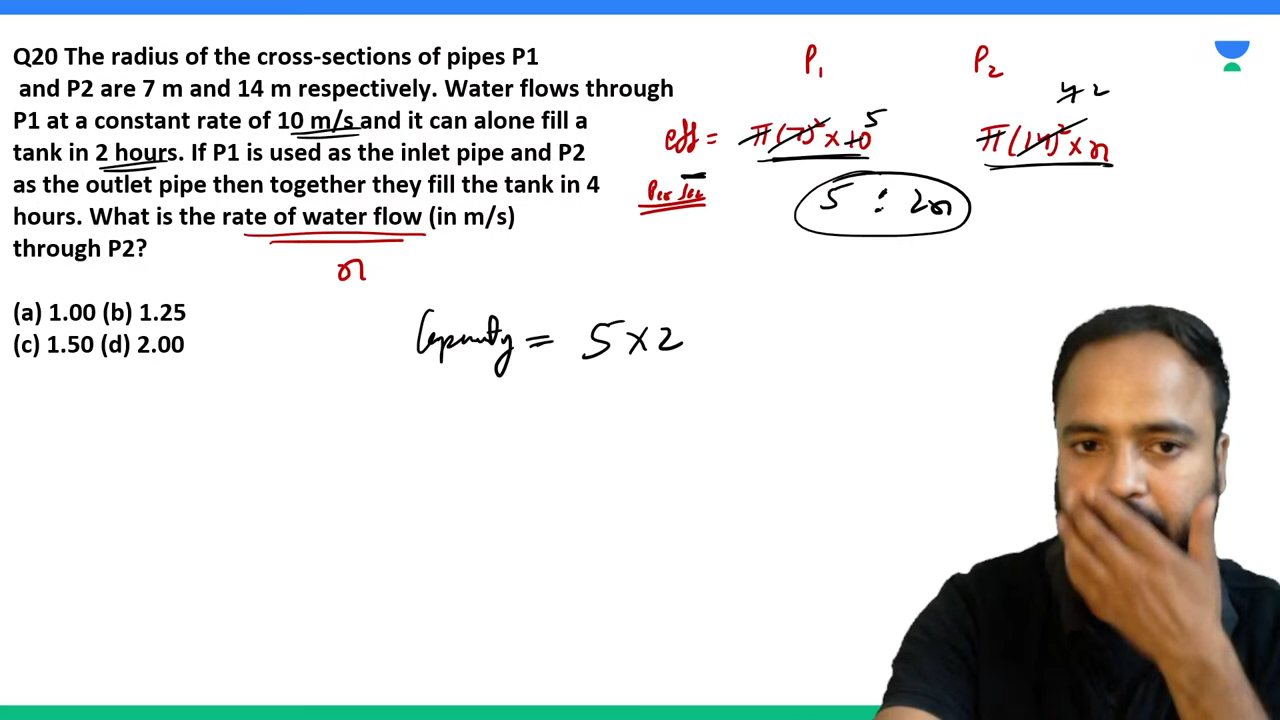 Q20 The radius of the cross-sections of pipes P1
and P2 are 7 m and 14 m respectively. Water flows through
P1 at a constant rate of 10 m/s and it can alone fill a
tank in 2 hours. If P1 is used as the inlet pipe and P2
as the outlet pipe then together they fill the tank in 4
hours. What is the rate of water flow (in m/s)
through P2?
(a) 1.00 (b) 1.25
(c) 1.50 (d) 2.00
P1 P2
4 2
5
eff = π(7)² × 10 π(14)² × x
Per sec
5 : 2x
x
Capacity = 5 × 2